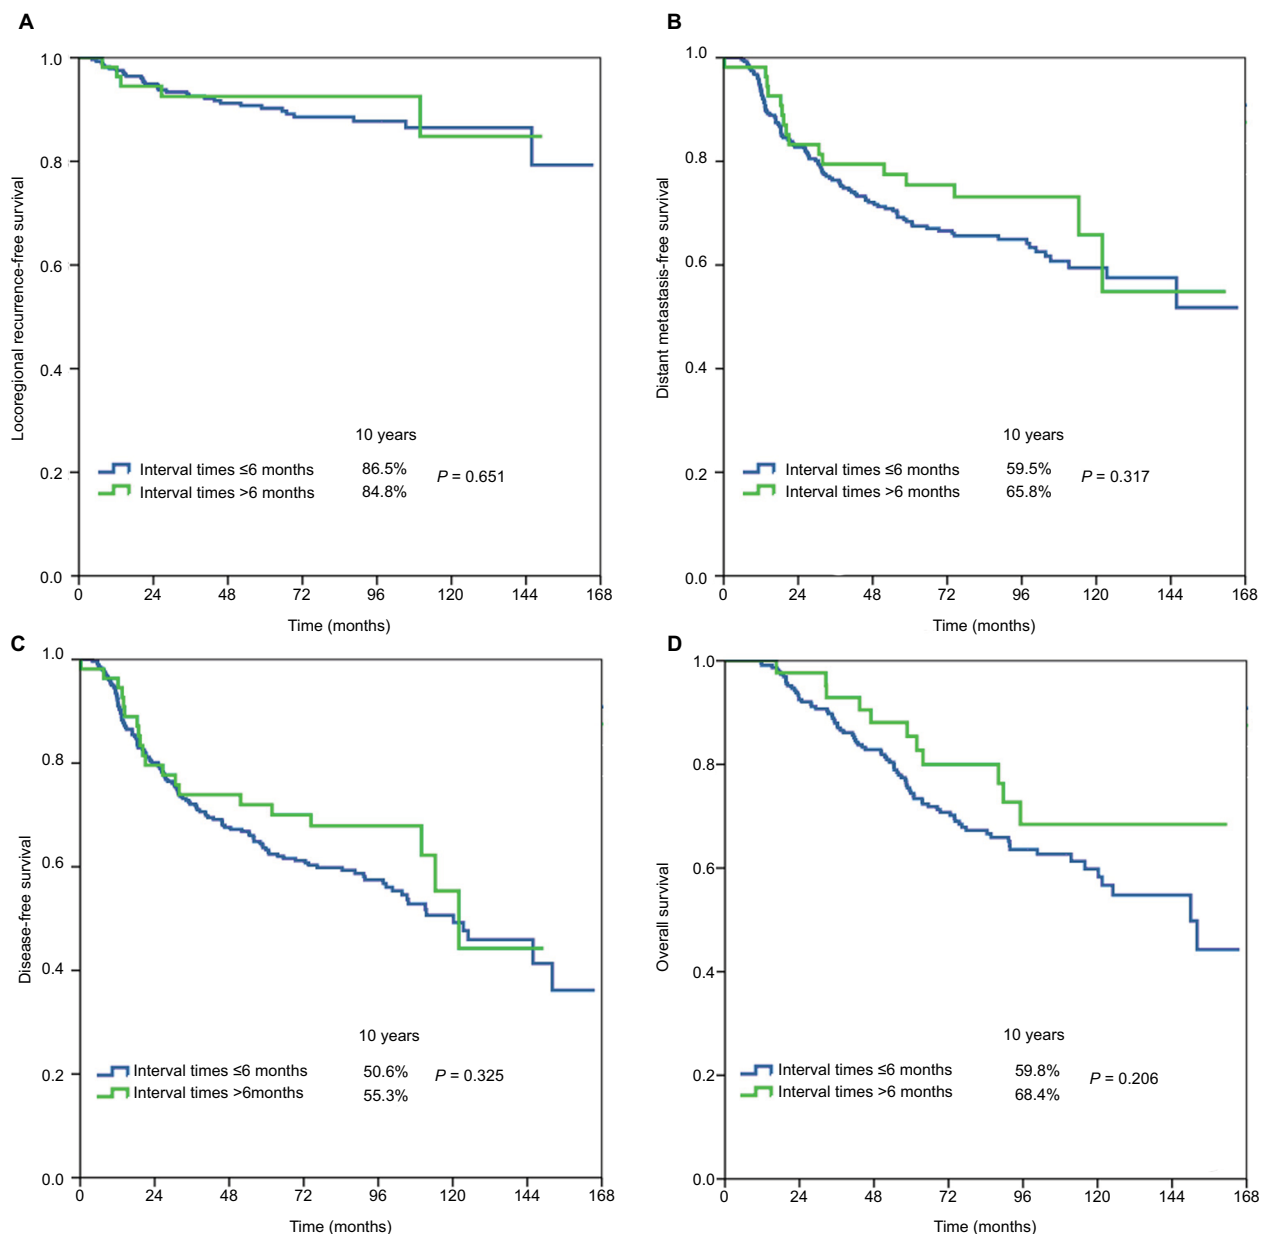 A
1.0
0.8
0.6
0.4
0.2
0.0
Locoregional recurrence-free survival
10 years
Interval times ≤6 months 86.5%
Interval times >6 months 84.8%
P = 0.651
0 24 48 72 96 120 144 168
Time (months)
B
1.0
0.8
0.6
0.4
0.2
0.0
Distant metastasis-free survival
10 years
Interval times ≤6 months 59.5%
Interval times >6 months 65.8%
P = 0.317
0 24 48 72 96 120 144 168
Time (months)
C
1.0
0.8
0.6
0.4
0.2
0.0
Disease-free survival
10 years
Interval times ≤6 months 50.6%
Interval times >6months 55.3%
P = 0.325
0 24 48 72 96 120 144 168
Time (months)
D
1.0
0.8
0.6
0.4
0.2
0.0
Overall survival
10 years
Interval times ≤6 months 59.8%
Interval times >6 months 68.4%
P = 0.206
0 24 48 72 96 120 144 168
Time (months)